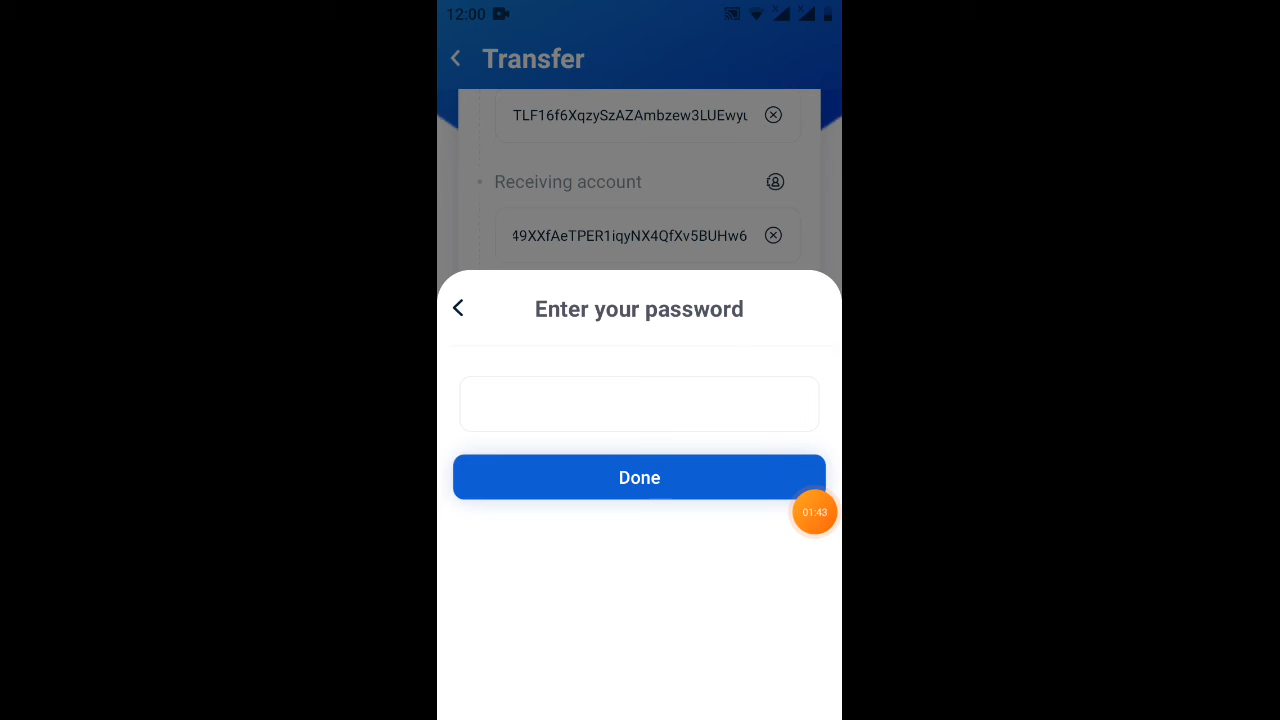 12:00
Transfer
TLF16f6XqzySzAZAmbzew3LUEwyu
Receiving account
49XXfAeTPER1iqyNX4QfXv5BUHw6
Enter your password
Done
01:43